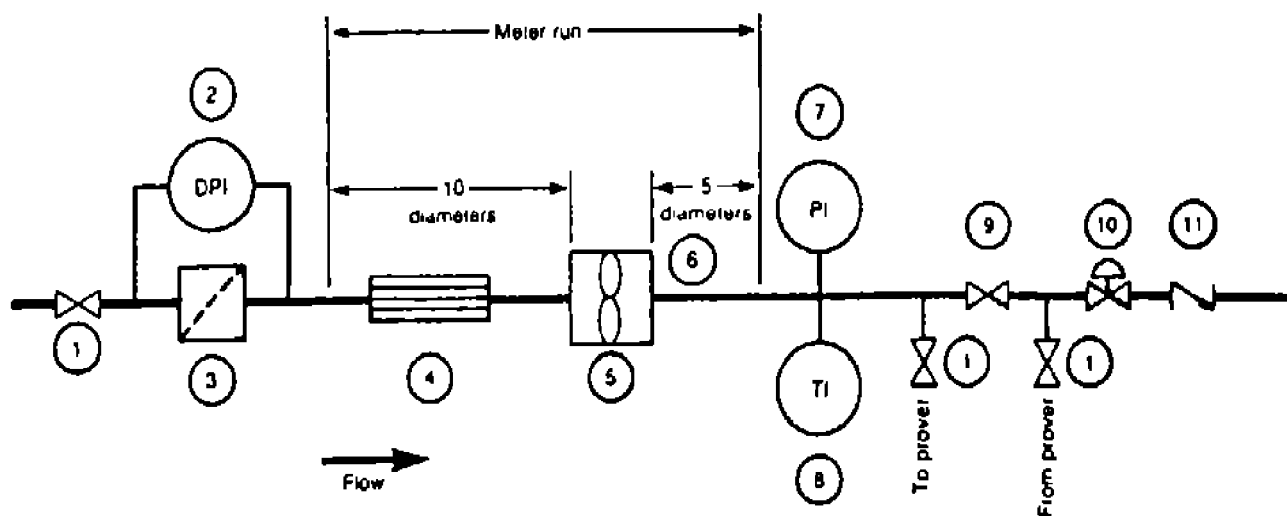 Meter run
2
7
DPI
10
diameters
5
diameters
PI
6
9
10
11
1
3
4
5
TI
1
1
8
Flow
To prover
From prover